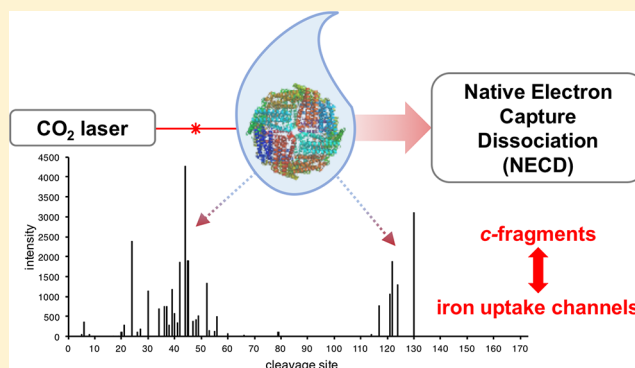 CO2 laser
Native Electron
Capture
Dissociation
(NECD)
c-fragments
iron uptake channels
intensity
4500
4000
3500
3000
2500
2000
1500
1000
500
0
0 10 20 30 40 50 60 70 80 90 100 110 120 130 140 150 160 170
cleavage site